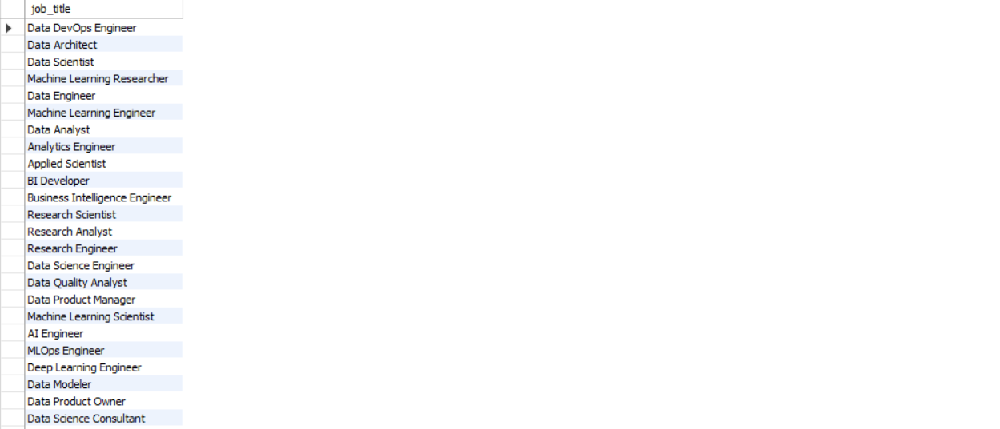 job_title
Data DevOps Engineer
Data Architect
Data Scientist
Machine Learning Researcher
Data Engineer
Machine Learning Engineer
Data Analyst
Analytics Engineer
Applied Scientist
BI Developer
Business Intelligence Engineer
Research Scientist
Research Analyst
Research Engineer
Data Science Engineer
Data Quality Analyst
Data Product Manager
Machine Learning Scientist
AI Engineer
MLOps Engineer
Deep Learning Engineer
Data Modeler
Data Product Owner
Data Science Consultant